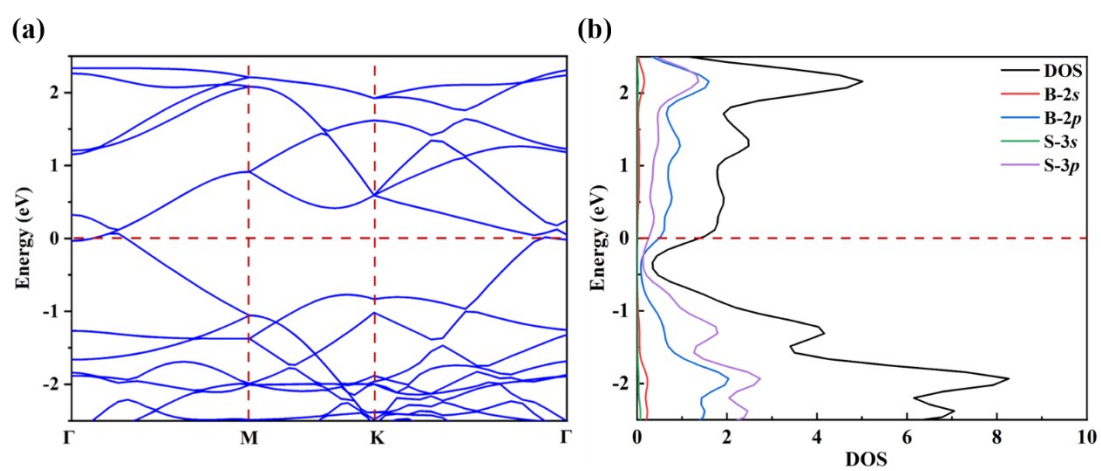 (a)
Energy (eV)
2
1
0
-1
-2
Γ
M
K
Γ
(b)
Energy (eV)
2
1
0
-1
-2
0
2
4
6
8
10
DOS
DOS
B-2s
B-2p
S-3s
S-3p